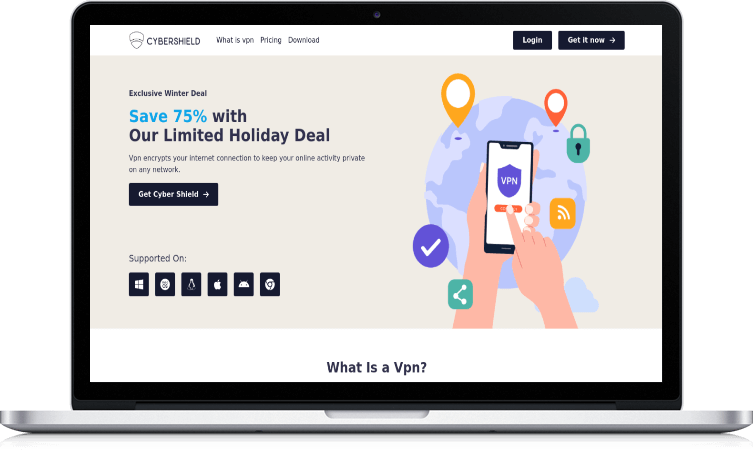 CYBERSHIELD
What is vpn Pricing Download
Login
Get it now →
Exclusive Winter Deal
Save 75% with
Our Limited Holiday Deal
Vpn encrypts your internet connection to keep your online activity private
on any network.
Get Cyber Shield →
Supported On:
VPN
What Is a Vpn?